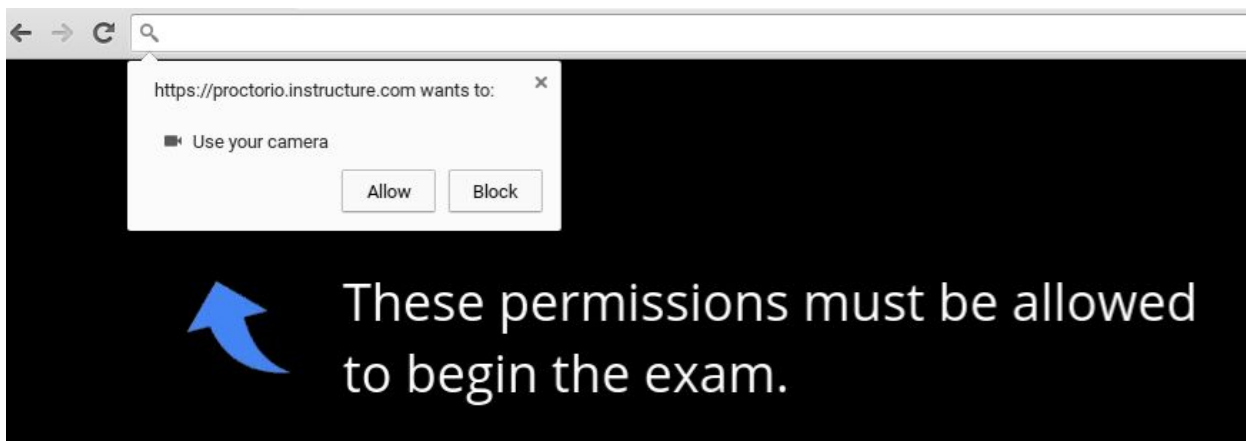 https://proctorio.instructure.com wants to:
Use your camera
Allow Block
These permissions must be allowed
to begin the exam.